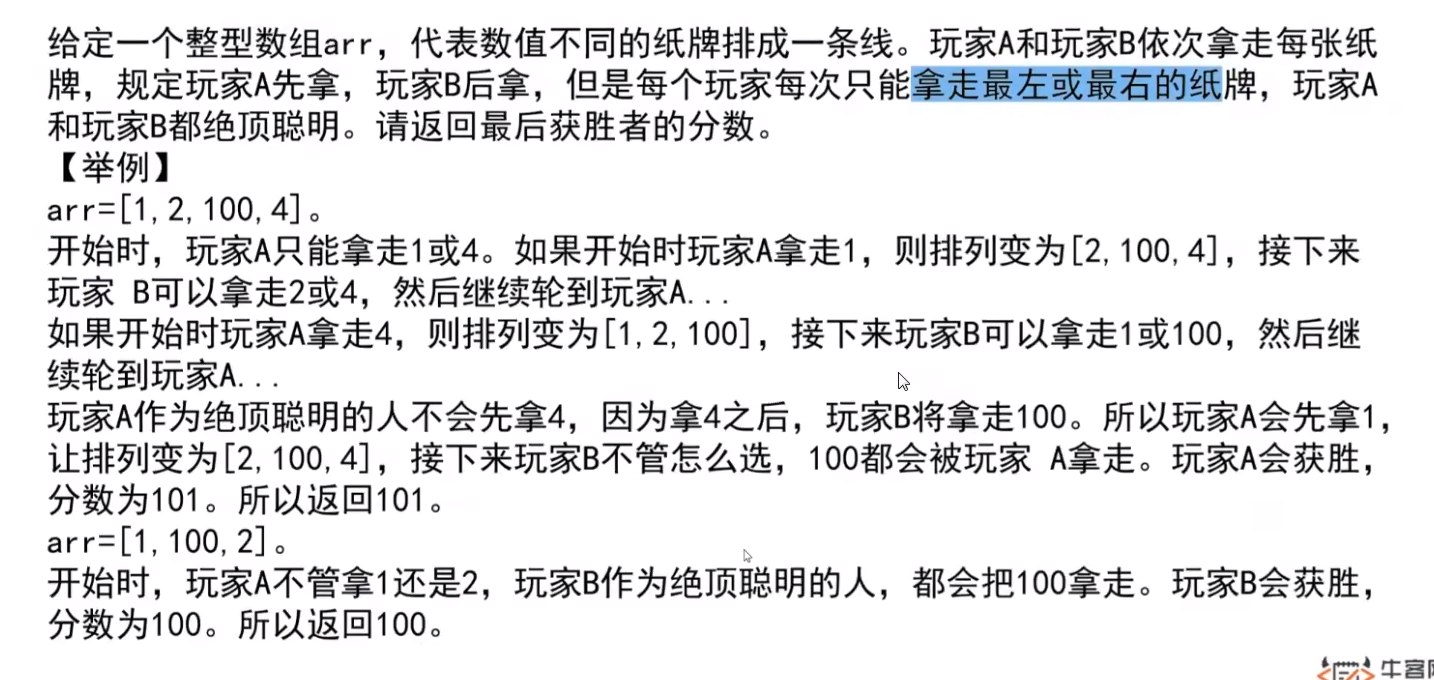 给定一个整型数组arr，代表数值不同的纸牌排成一条线。玩家A和玩家B依次拿走每张纸
牌，规定玩家A先拿，玩家B后拿，但是每个玩家每次只能拿走最左或最右的纸牌，玩家A
和玩家B都绝顶聪明。请返回最后获胜者的分数。
【举例】
arr=[1,2,100,4]。
开始时，玩家A只能拿走1或4。如果开始时玩家A拿走1，则排列变为[2,100,4]，接下来
玩家 B可以拿走2或4，然后继续轮到玩家A...
如果开始时玩家A拿走4，则排列变为[1,2,100]，接下来玩家B可以拿走1或100，然后继
续轮到玩家A...
玩家A作为绝顶聪明的人不会先拿4，因为拿4之后，玩家B将拿走100。所以玩家A会先拿1，
让排列变为[2,100,4]，接下来玩家B不管怎么选，100都会被玩家 A拿走。玩家A会获胜，
分数为101。所以返回101。
arr=[1,100,2]。
开始时，玩家A不管拿1还是2，玩家B作为绝顶聪明的人，都会把100拿走。玩家B会获胜，
分数为100。所以返回100。
牛客